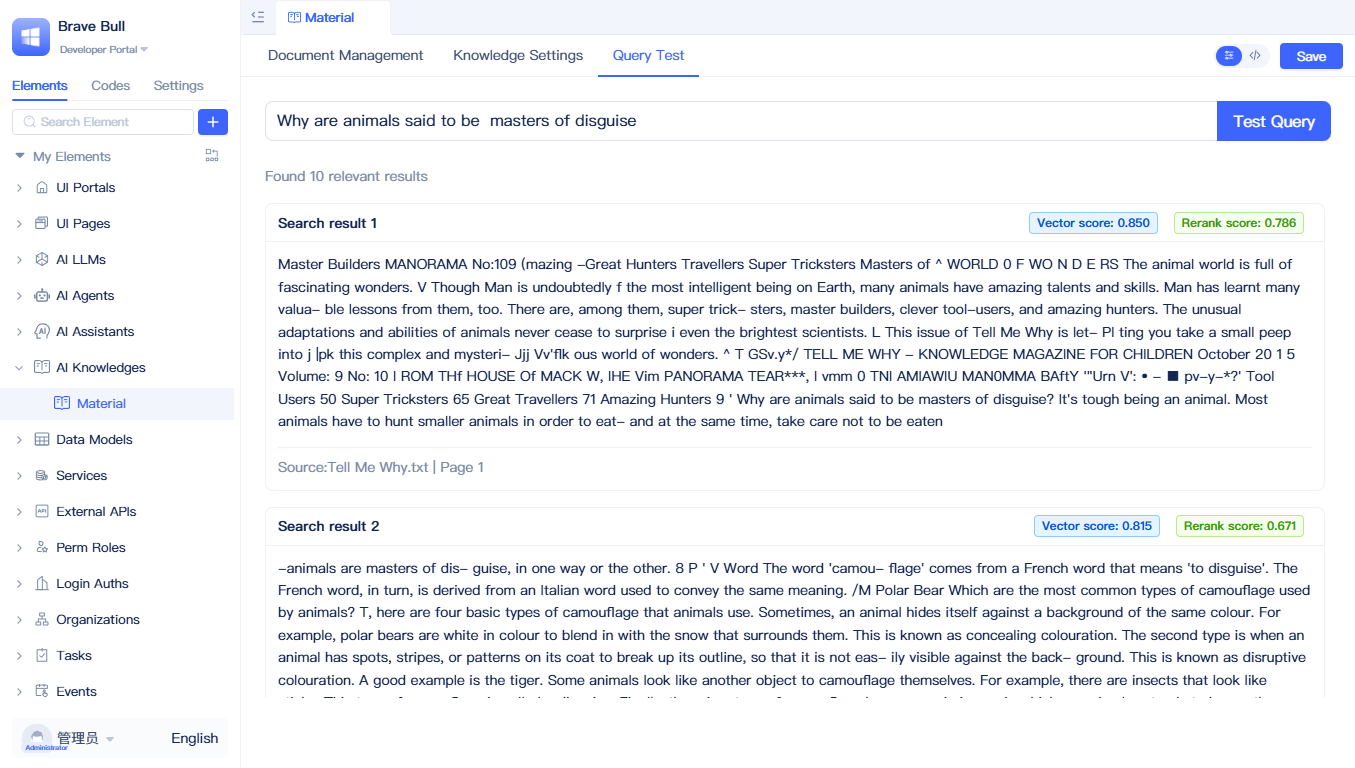 Brave Bull
Developer Portal
Elements Codes Settings
Search Element
My Elements
UI Portals
UI Pages
AI LLMs
AI Agents
AI Assistants
AI Knowledges
Material
Data Models
Services
External APIs
Perm Roles
Login Auths
Organizations
Tasks
Events
管理员
Administrator
English
Material
Document Management Knowledge Settings Query Test
Save
Why are animals said to be  masters of disguise
Test Query
Found 10 relevant results
Search result 1
Vector score: 0.850
Rerank score: 0.786
Master Builders MANORAMA No:109 (mazing -Great Hunters Travellers Super Tricksters Masters of ^ WORLD 0 F WO N D E RS The animal world is full of
fascinating wonders. V Though Man is undoubtedly f the most intelligent being on Earth, many animals have amazing talents and skills. Man has learnt many
valua- ble lessons from them, too. There are, among them, super trick- sters, master builders, clever tool-users, and amazing hunters. The unusual
adaptations and abilities of animals never cease to surprise i even the brightest scientists. L This issue of Tell Me Why is let- Pl ting you take a small peep
into j |pk this complex and mysteri- Jjj Vv'flk ous world of wonders. ^ T GSv.y*/ TELL ME WHY - KNOWLEDGE MAGAZINE FOR CHILDREN October 20 1 5
Volume: 9 No: 10 I ROM THf HOUSE Of MACK W, IHE Vim PANORAMA TEAR***, I vmm 0 TNI AMIAWIU MAN0MMA BAftY '"Urn V': • - ■ pv-y-*?' Tool
Users 50 Super Tricksters 65 Great Travellers 71 Amazing Hunters 9 ' Why are animals said to be masters of disguise? It's tough being an animal. Most
animals have to hunt smaller animals in order to eat- and at the same time, take care not to be eaten
Source:Tell Me Why.txt | Page 1
Search result 2
Vector score: 0.815
Rerank score: 0.671
-animals are masters of dis- guise, in one way or the other. 8 P ' V Word The word 'camou- flage' comes from a French word that means 'to disguise'. The
French word, in turn, is derived from an Italian word used to convey the same meaning. /M Polar Bear Which are the most common types of camouflage used
by animals? T, here are four basic types of camouflage that animals use. Sometimes, an animal hides itself against a background of the same colour. For
example, polar bears are white in colour to blend in with the snow that surrounds them. This is known as concealing colouration. The second type is when an
animal has spots, stripes, or patterns on its coat to break up its outline, so that it is not eas- ily visible against the back- ground. This is known as disruptive
colouration. A good example is the tiger. Some animals look like another object to camouflage themselves. For example, there are insects that look like